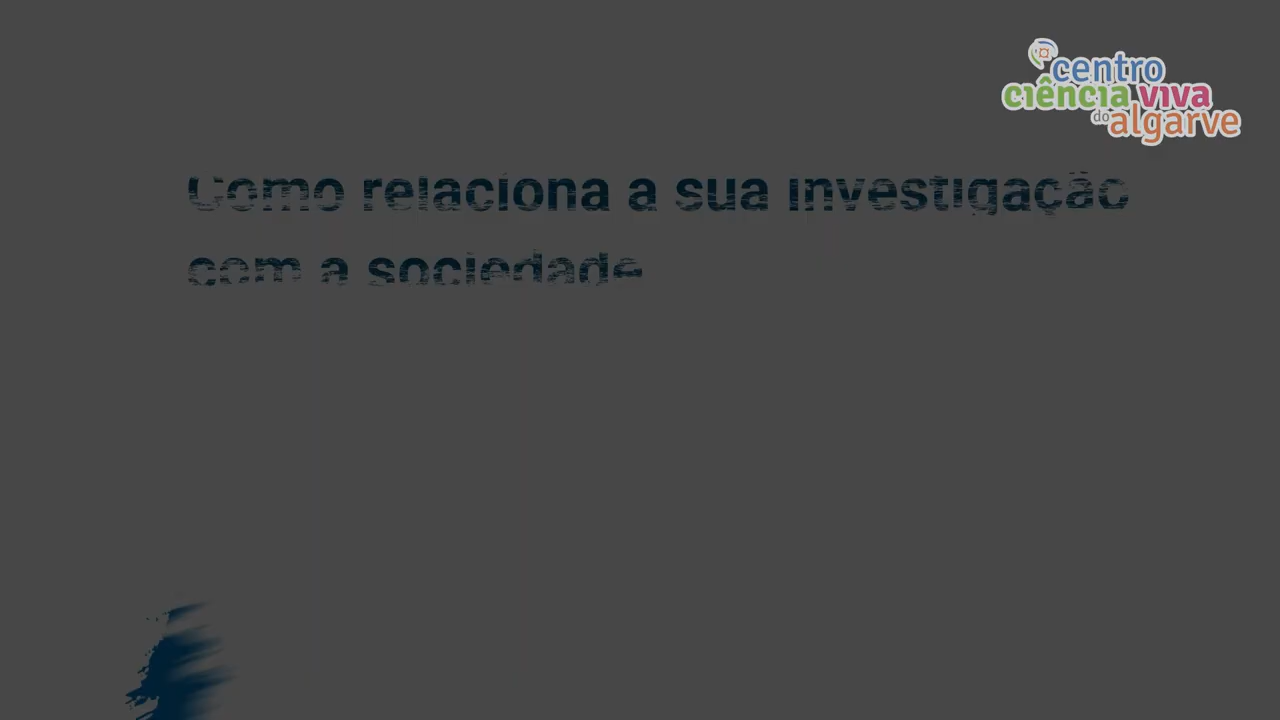 centro
ciência viva
do algarve
Como relaciona a sua investigação
com a sociedade